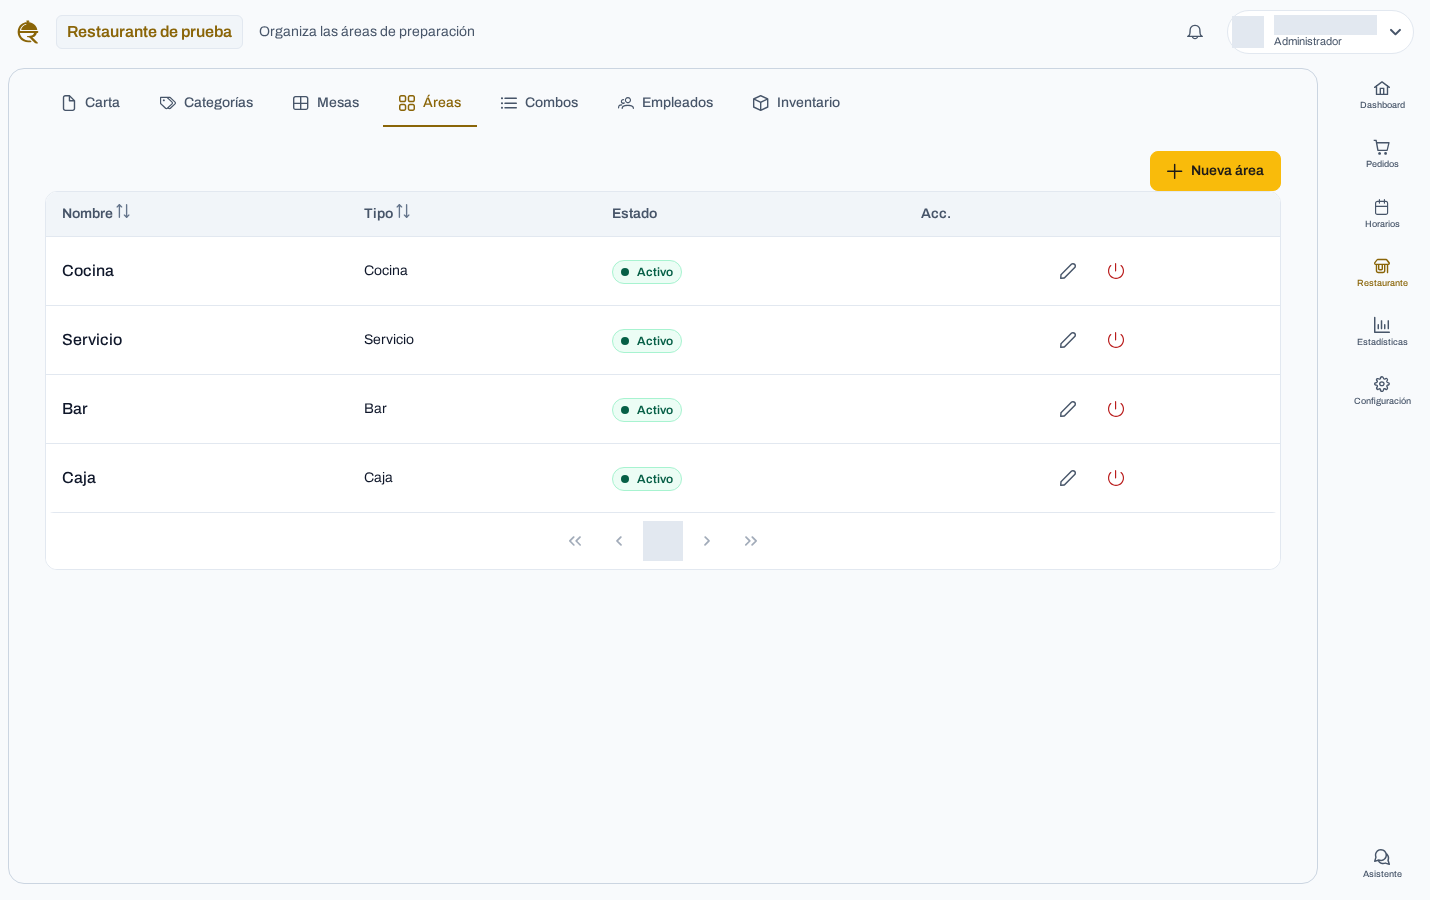 Restaurante de prueba
Organiza las áreas de preparación
Administrador
Carta
Categorías
Mesas
Áreas
Combos
Empleados
Inventario
Nueva área
Nombre
Tipo
Estado
Acc.
Cocina
Cocina
Activo
Servicio
Servicio
Activo
Bar
Bar
Activo
Caja
Caja
Activo
Dashboard
Pedidos
Horarios
Restaurante
Estadísticas
Configuración
Asistente